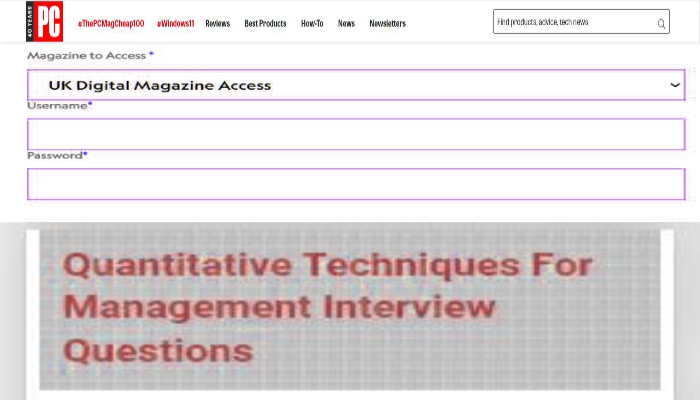 40 YEARS
PC
#ThePCMagCheap100 #Windows11 Reviews Best Products How-To News Newsletters
Find products, advice, tech news
Magazine to Access *
UK Digital Magazine Access
Username*
Password*
Quantitative Techniques For
Management Interview
Questions